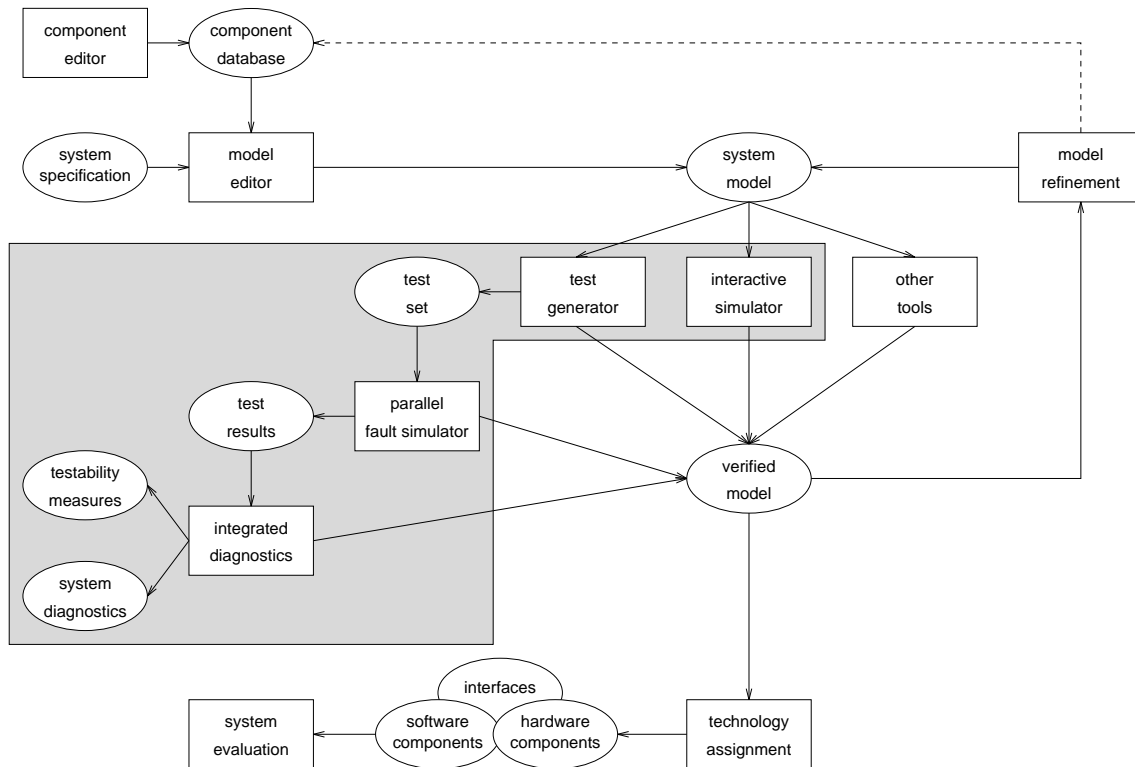 component
editor
component
database
system
specification
model
editor
system
model
model
refinement
test
set
test
generator
interactive
simulator
other
tools
test
results
parallel
fault simulator
verified
model
testability
measures
integrated
diagnostics
system
diagnostics
interfaces
system
evaluation
software
components
hardware
components
technology
assignment